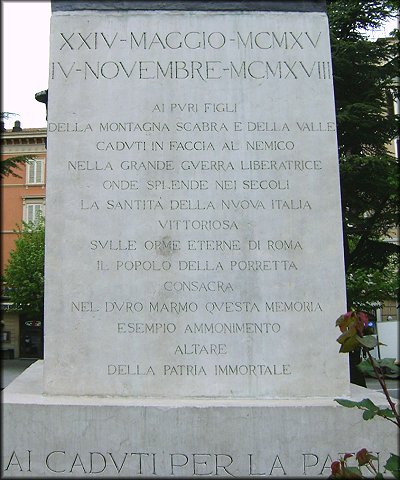 XXIV-MAGGIO-MCMXV
IV-NOVEMBRE-MCMXVIII
AI PVRI FIGLI
DELLA MONTAGNA SCABRA E DELLA VALLE
CADVTI IN FACCIA AL NEMICO
NELLA GRANDE GVERRA LIBERATRICE
ONDE SPLENDE NEI SECOLI
LA SANTITÀ DELLA NVOVA ITALIA
VITTORIOSA
SVLLE ORME ETERNE DI ROMA
IL POPOLO DELLA PORRETTA
CONSACRA
NEL DVRO MARMO QVESTA MEMORIA
ESEMPIO AMMONIMENTO
ALTARE
DELLA PATRIA IMMORTALE
AI CADVTI PER LA